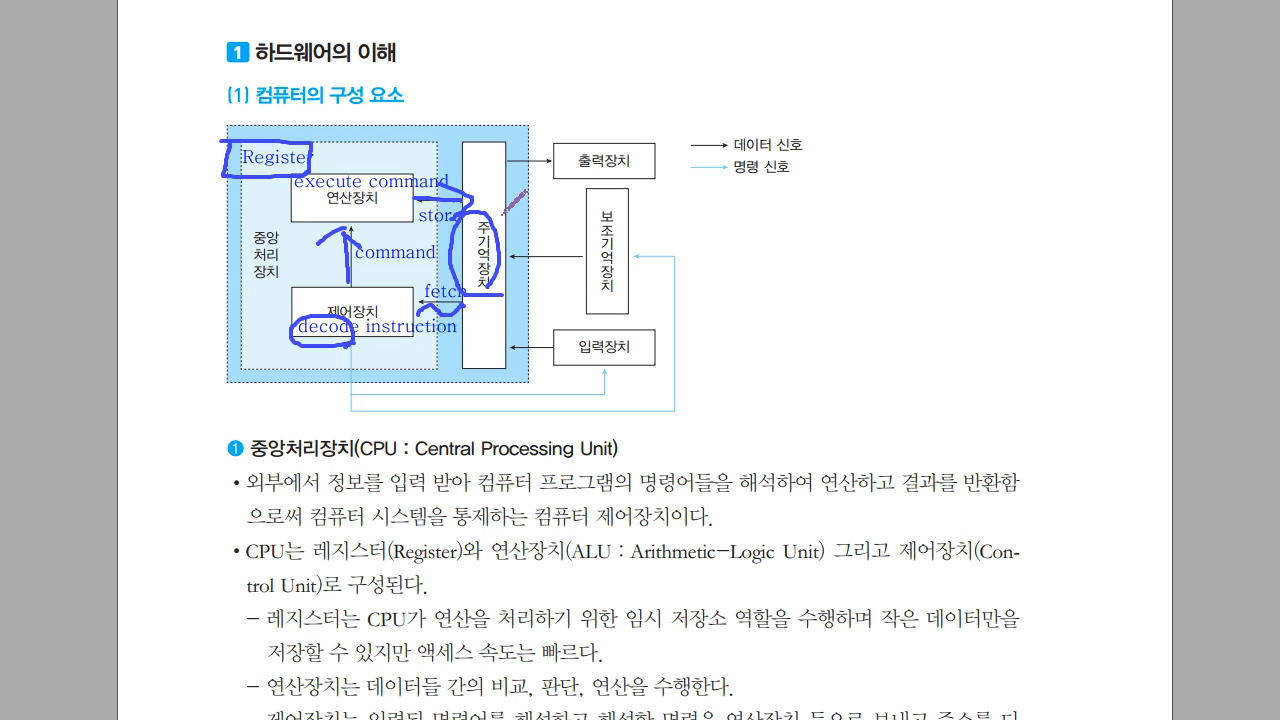 1 하드웨어의 이해
(1) 컴퓨터의 구성 요소
데이터 신호
명령 신호
Register
execute command
연산장치
store
중앙
처리
장치
command
fetch
제어장치
decode instruction
주기억장치
출력장치
보조기억장치
입력장치
1 중앙처리장치(CPU : Central Processing Unit)
• 외부에서 정보를 입력 받아 컴퓨터 프로그램의 명령어들을 해석하여 연산하고 결과를 반환함
으로써 컴퓨터 시스템을 통제하는 컴퓨터 제어장치이다.
• CPU는 레지스터(Register)와 연산장치(ALU : Arithmetic-Logic Unit) 그리고 제어장치(Con-
trol Unit)로 구성된다.
- 레지스터는 CPU가 연산을 처리하기 위한 임시 저장소 역할을 수행하며 작은 데이터만을
저장할 수 있지만 액세스 속도는 빠르다.
- 연산장치는 데이터들 간의 비교, 판단, 연산을 수행한다.